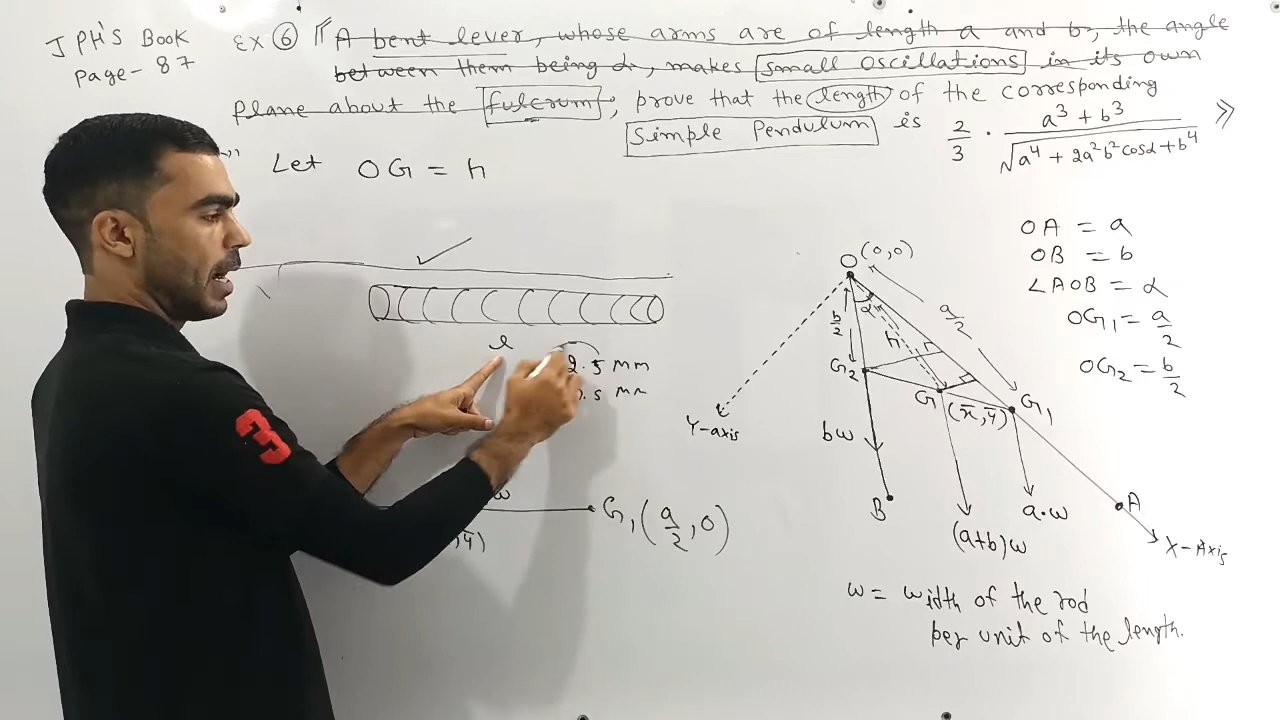 J PH'S Book
page- 87
Ex ⑥ A bent lever, whose arms are of length a and b, the angle
between them being α, makes small oscillations in its own
plane about the fulcrum, prove that the length of the corresponding
Simple Pendulum is 2/3 · (a³ + b³)/√(a⁴ + 2a²b² cosα + b⁴) ⟫
Let OG = h
l
2.5 mm
.5 mm
ω
G₁(a/2, 0)
, ȳ)
O (0,0)
α
b/2
h
a/2
G₂
G
(x̄, ȳ)
G₁
Y-axis
bω
B
(a+b)ω
a·ω
A
X-Axis
OA = a
OB = b
∠AOB = α
OG₁ = a/2
OG₂ = b/2
ω = width of the rod
per unit of the length.
3